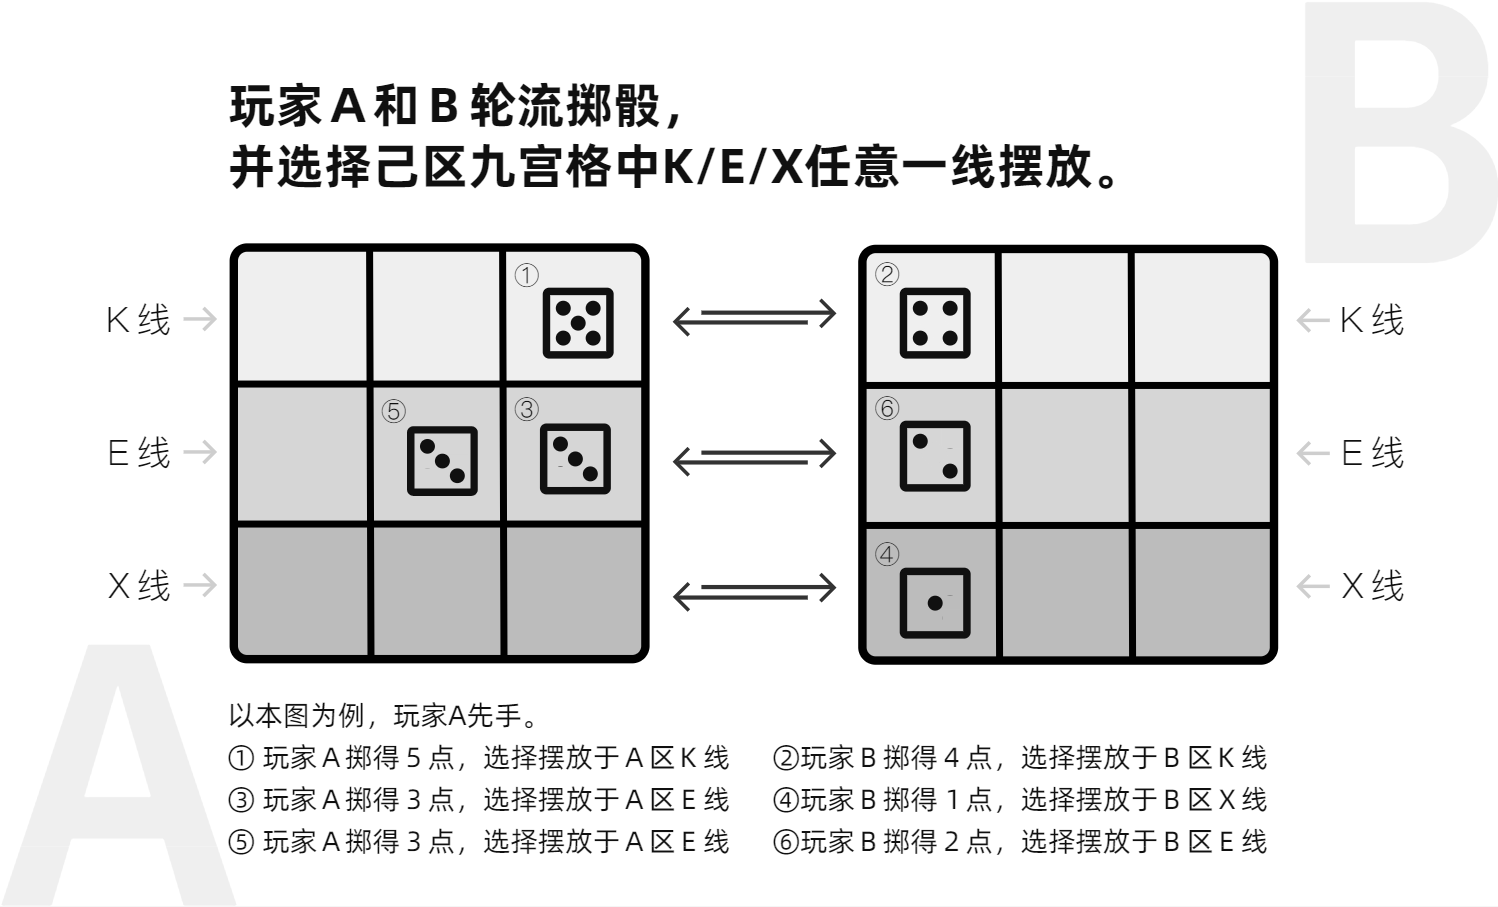 B
玩家A和B轮流掷骰，
并选择己区九宫格中K/E/X任意一线摆放。
① ②
K线 K线
⑤ ③ ⑥
E线 E线
④
X线 X线
A
以本图为例，玩家A先手。
① 玩家A掷得5点，选择摆放于A区K线 ②玩家B掷得4点，选择摆放于B区K线
③ 玩家A掷得3点，选择摆放于A区E线 ④玩家B掷得1点，选择摆放于B区X线
⑤ 玩家A掷得3点，选择摆放于A区E线 ⑥玩家B掷得2点，选择摆放于B区E线